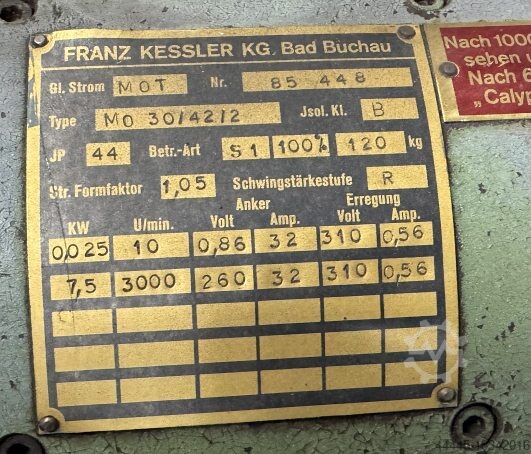 FRANZ KESSLER KG. Bad Buchau
Gl. Strom MOT Nr. 85 448
Type M0 30/42/2 Jsol. Kl. B
JP 44 Betr.-Art S1 100% 120 kg
Str. Formfaktor 1,05 Schwingstärkestufe R
Anker Erregung
KW U/min. Volt Amp. Volt Amp.
0,025 10 0,86 32 310 0,56
7,5 3000 260 32 310 0,56
Nach 1000
sehen u
Nach 6
„Calyp